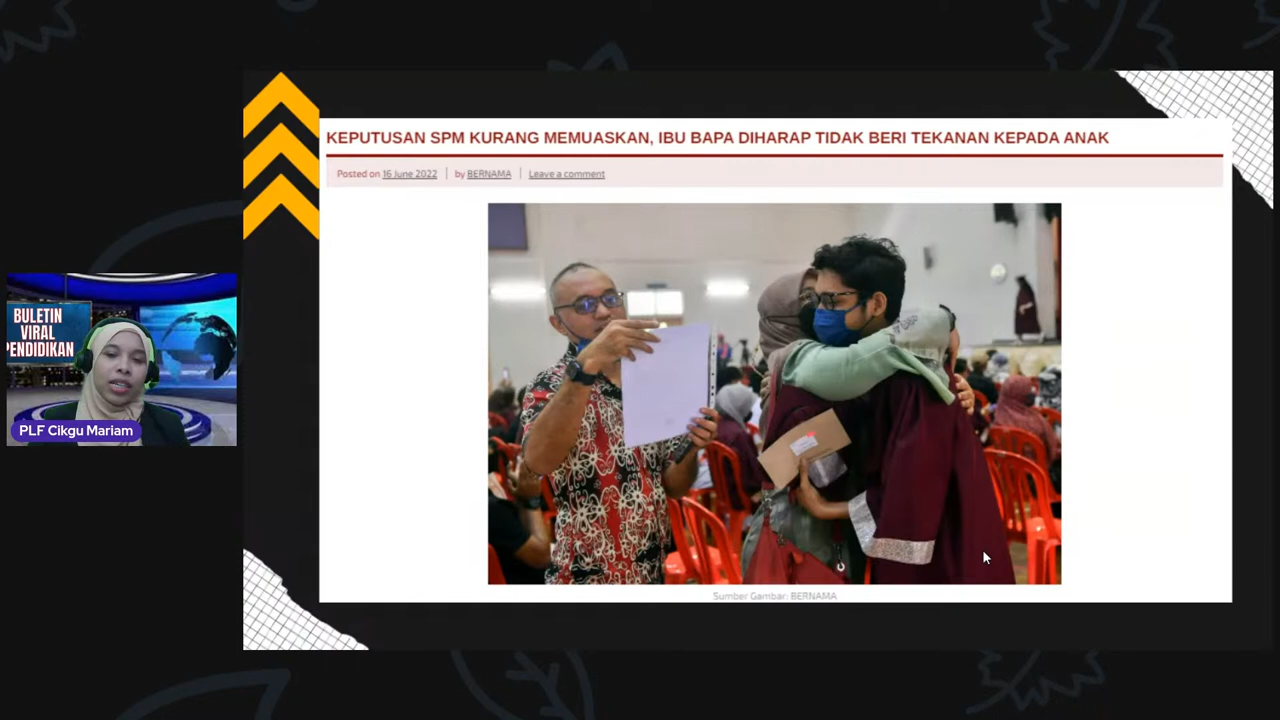 KEPUTUSAN SPM KURANG MEMUASKAN, IBU BAPA DIHARAP TIDAK BERI TEKANAN KEPADA ANAK
Posted on 16 June 2022 | by BERNAMA | Leave a comment
Sumber Gambar: BERNAMA
BULETIN
VIRAL
PENDIDIKAN
PLF Cikgu Mariam